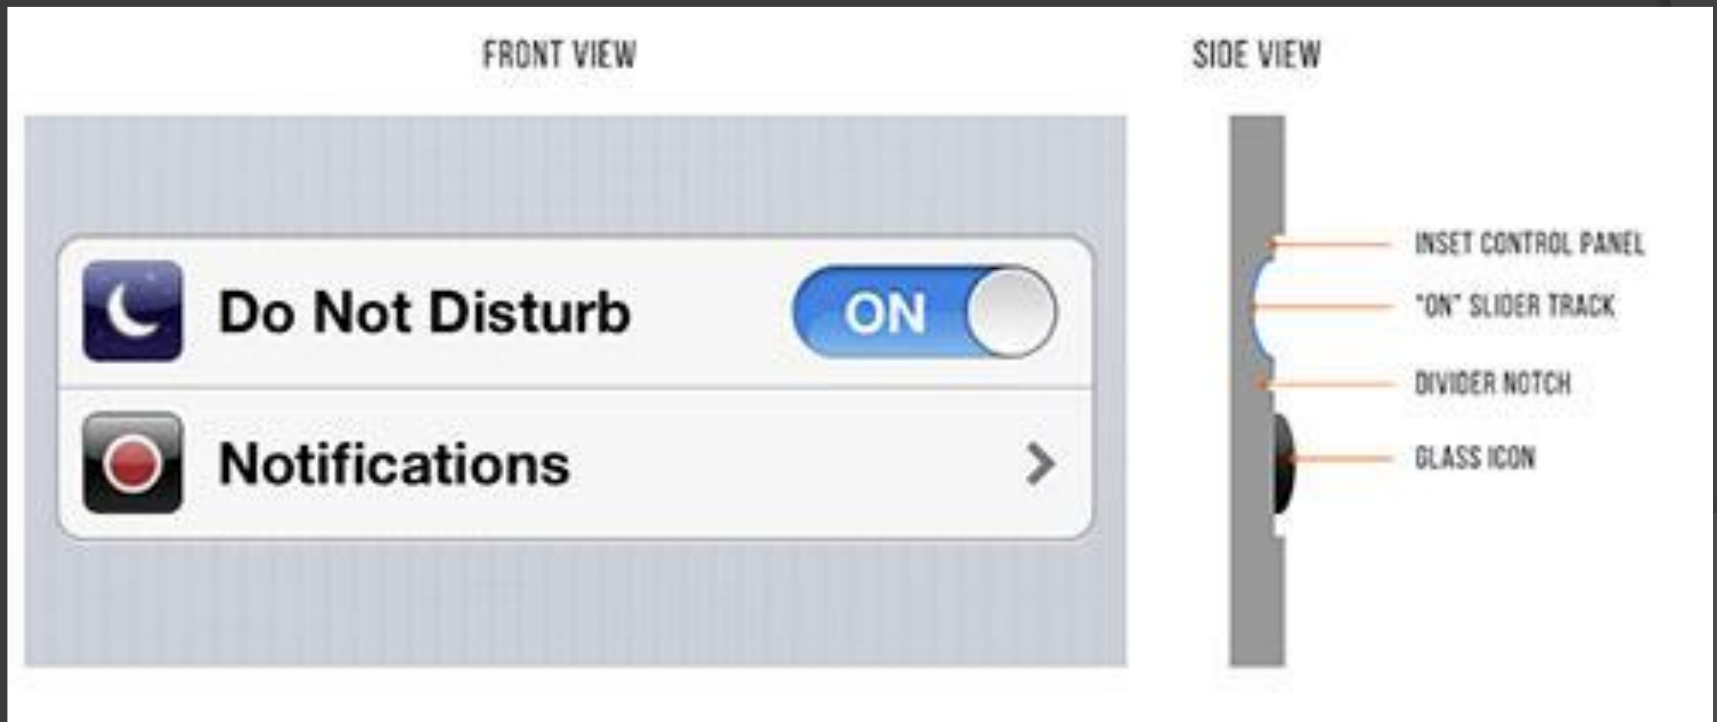 FRONT VIEW
SIDE VIEW
Do Not Disturb
ON
Notifications
INSET CONTROL PANEL
"ON" SLIDER TRACK
DIVIDER NOTCH
GLASS ICON